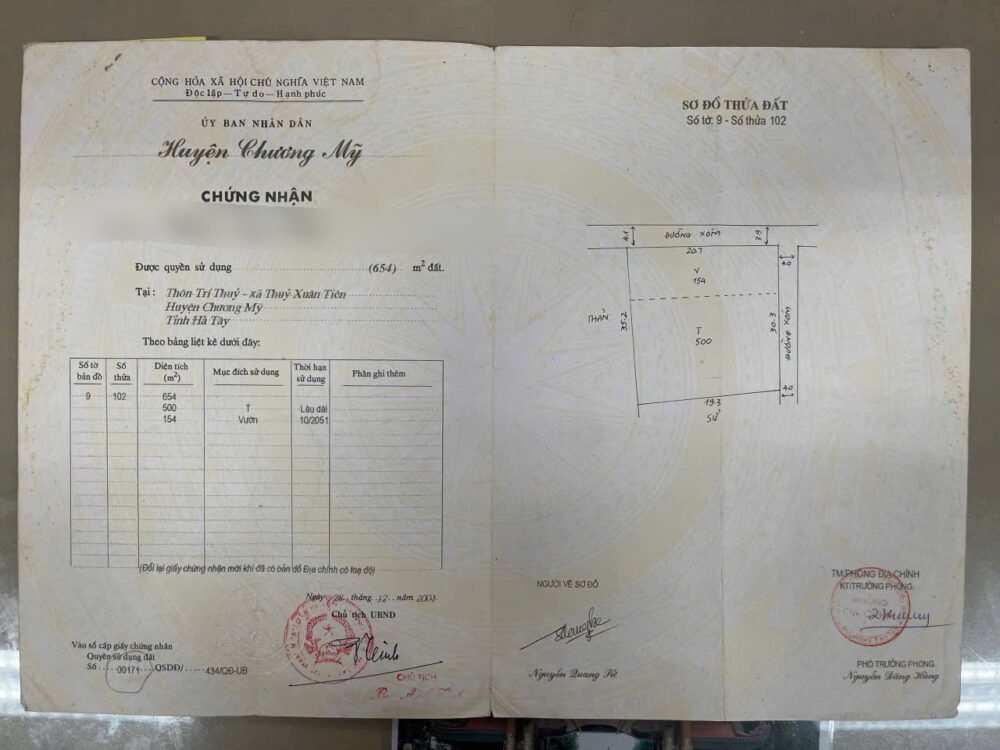 CỘNG HÒA XÃ HỘI CHỦ NGHĨA VIỆT NAM
Độc lập - Tự do - Hạnh phúc
ỦY BAN NHÂN DÂN
Huyện Chương Mỹ
CHỨNG NHẬN
Được quyền sử dụng (654) m² đất.
Tại : Thôn Trí Thuỷ - xã Thuỷ Xuân Tiên
Huyện Chương Mỹ
Tỉnh Hà Tây
Theo bảng liệt kê dưới đây:
Số tờ bản đồ Số thửa Diện tích (m²) Mục đích sử dụng Thời hạn sử dụng Phần ghi thêm
9 102 654
500 T Lâu dài
154 Vườn 10/2051
(Đổi lại giấy chứng nhận mới khi đã có bản đồ Địa chính có toạ độ)
Ngày 26 tháng 12 năm 2001
Chủ tịch UBND
CHỦ TỊCH
Vào sổ cấp giấy chứng nhận
Quyền sử dụng đất
Số 00171 QSDĐ/ 434/QĐ-UB
SƠ ĐỒ THỬA ĐẤT
Số tờ: 9 - Số thửa 102
4.1 ĐƯỜNG XÓM 3.9
20.7
V
154
4.0
THẢN
35.2
30.3
ĐƯỜNG XÓM
T
500
4.0
19.3
SỬ
NGƯỜI VẼ SƠ ĐỒ
Nguyễn Quang Sử
TM/PHÒNG ĐỊA CHÍNH
KT/TRƯỞNG PHÒNG
PHÒNG
PHÓ TRƯỞNG PHÒNG
Nguyễn Đăng Hùng